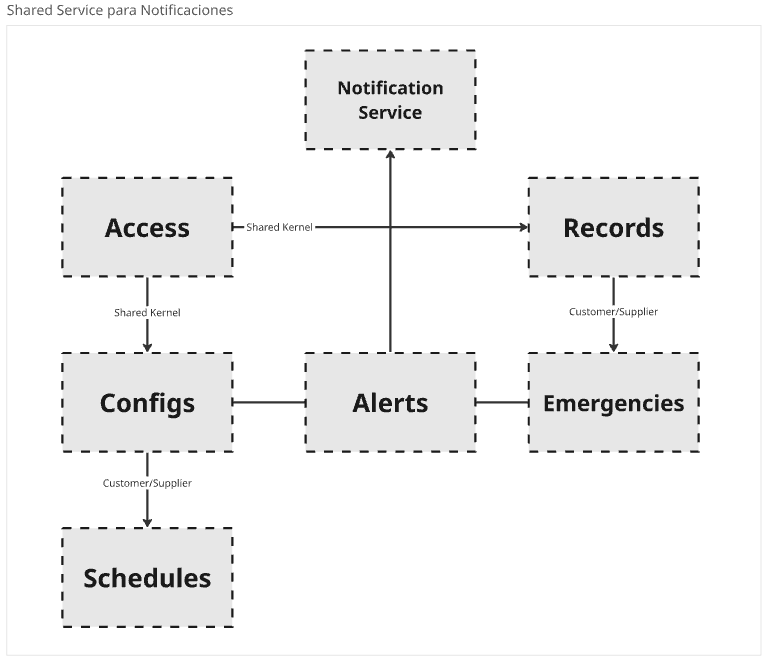 Shared Service para Notificaciones
Notification
Service
Access
Shared Kernel
Records
Shared Kernel
Customer/Supplier
Configs
Alerts
Emergencies
Customer/Supplier
Schedules